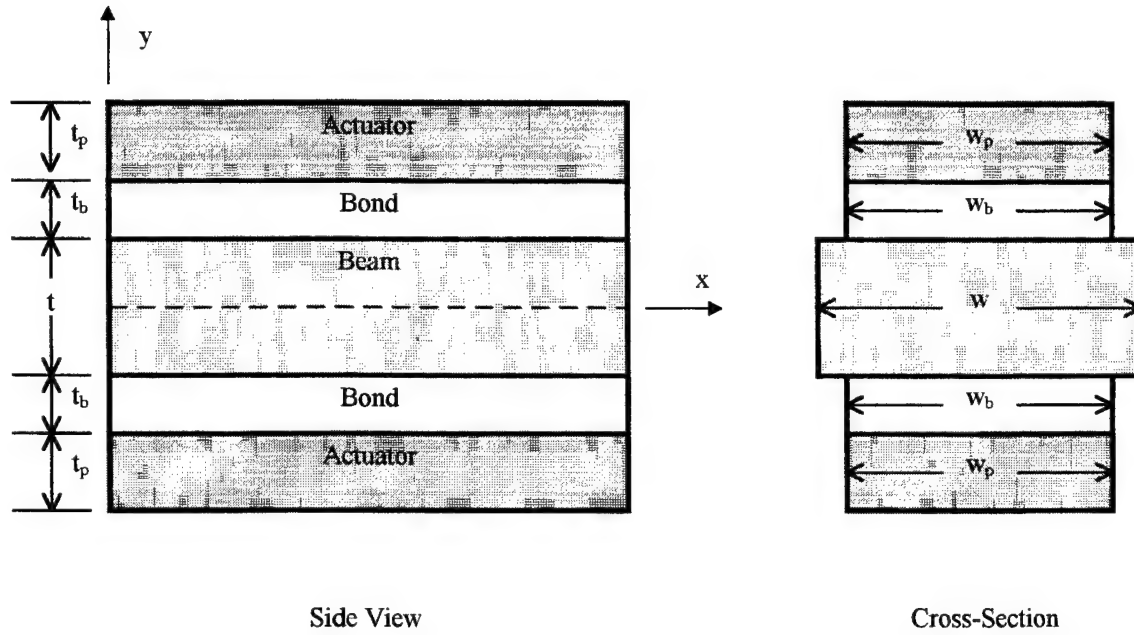 y
t_p
Actuator
w_p
t_b
Bond
w_b
t
Beam
x
w
t_b
Bond
w_b
t_p
Actuator
w_p
Side View
Cross-Section